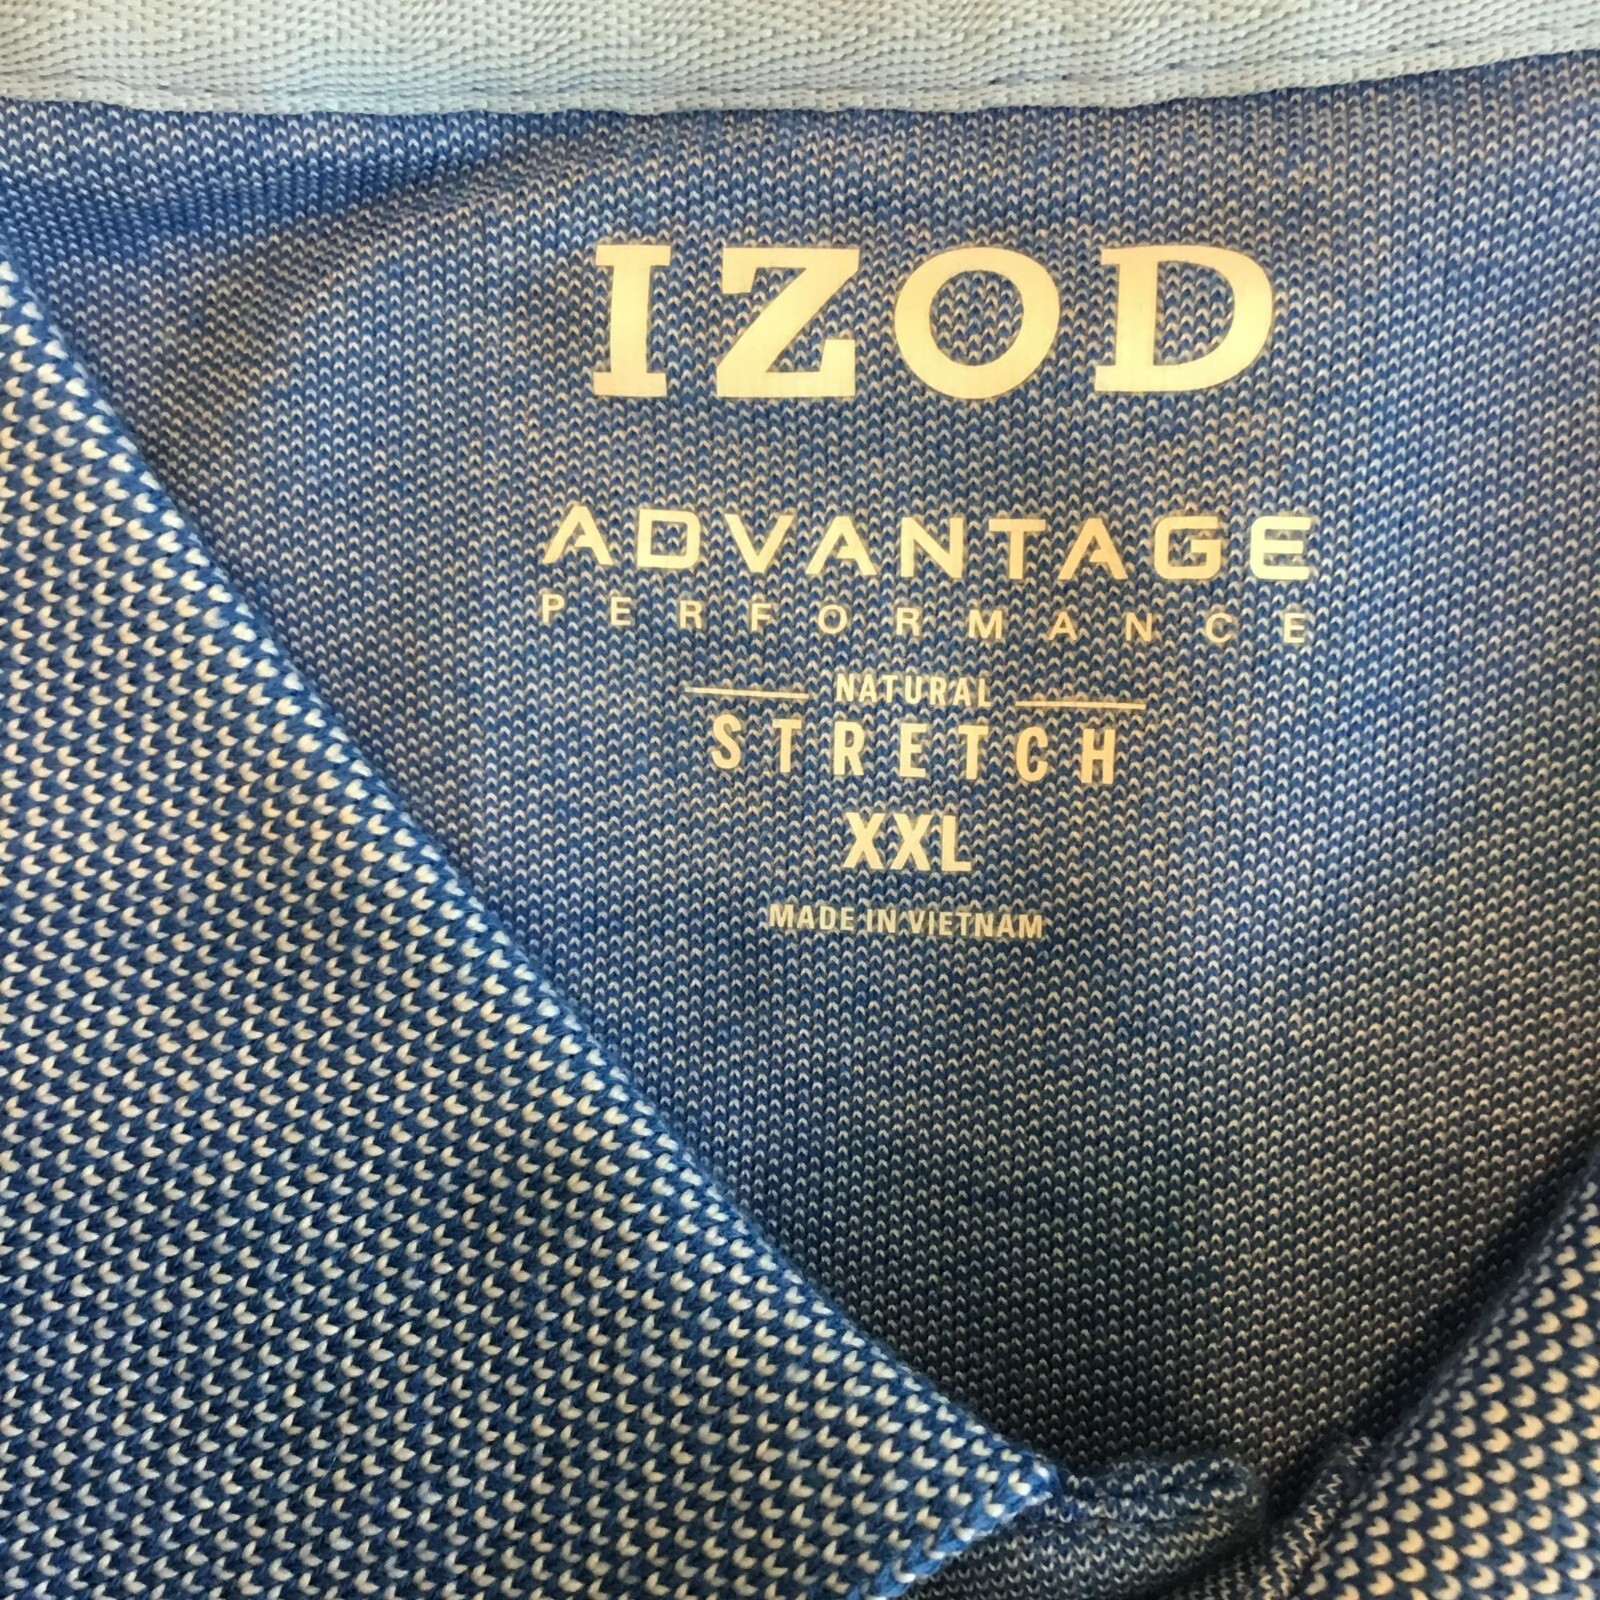 IZOD
ADVANTAGE
PERFORMANCE
NATURAL
STRETCH
XXL
MADE IN VIETNAM